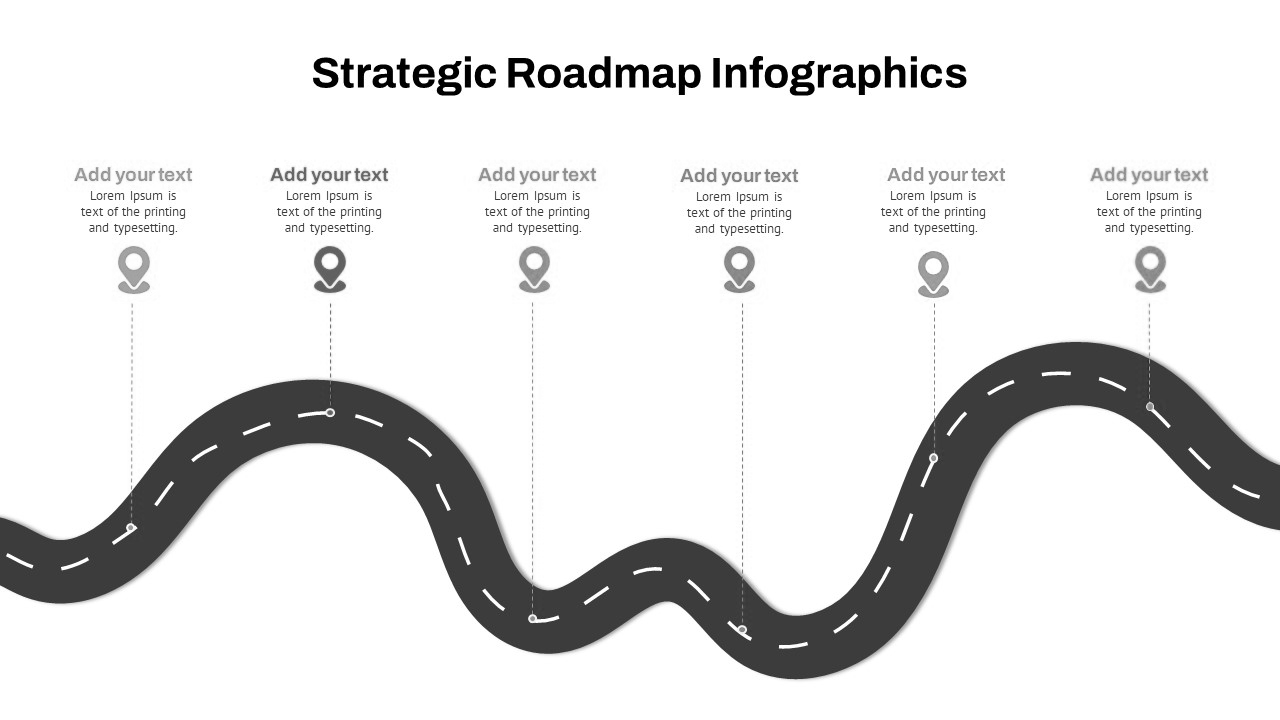 Strategic Roadmap Infographics
Add your text
Lorem Ipsum is
text of the printing
and typesetting.
Add your text
Lorem Ipsum is
text of the printing
and typesetting.
Add your text
Lorem Ipsum is
text of the printing
and typesetting.
Add your text
Lorem Ipsum is
text of the printing
and typesetting.
Add your text
Lorem Ipsum is
text of the printing
and typesetting.
Add your text
Lorem Ipsum is
text of the printing
and typesetting.